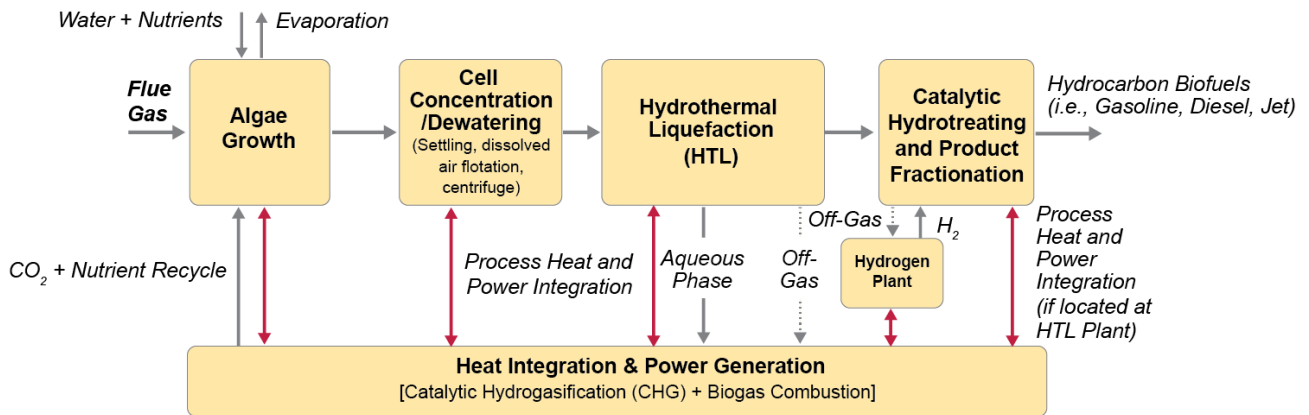 Water + Nutrients
Evaporation
Flue
Gas
Algae
Growth
Cell
Concentration
/Dewatering
(Settling, dissolved
air flotation,
centrifuge)
Hydrothermal
Liquefaction
(HTL)
Catalytic
Hydrotreating
and Product
Fractionation
Hydrocarbon Biofuels
(i.e., Gasoline, Diesel, Jet)
CO2 + Nutrient Recycle
Process Heat and
Power Integration
Aqueous
Phase
Off-
Gas
Off-Gas
H2
Hydrogen
Plant
Process
Heat and
Power
Integration
(if located at
HTL Plant)
Heat Integration & Power Generation
[Catalytic Hydrogasification (CHG) + Biogas Combustion]